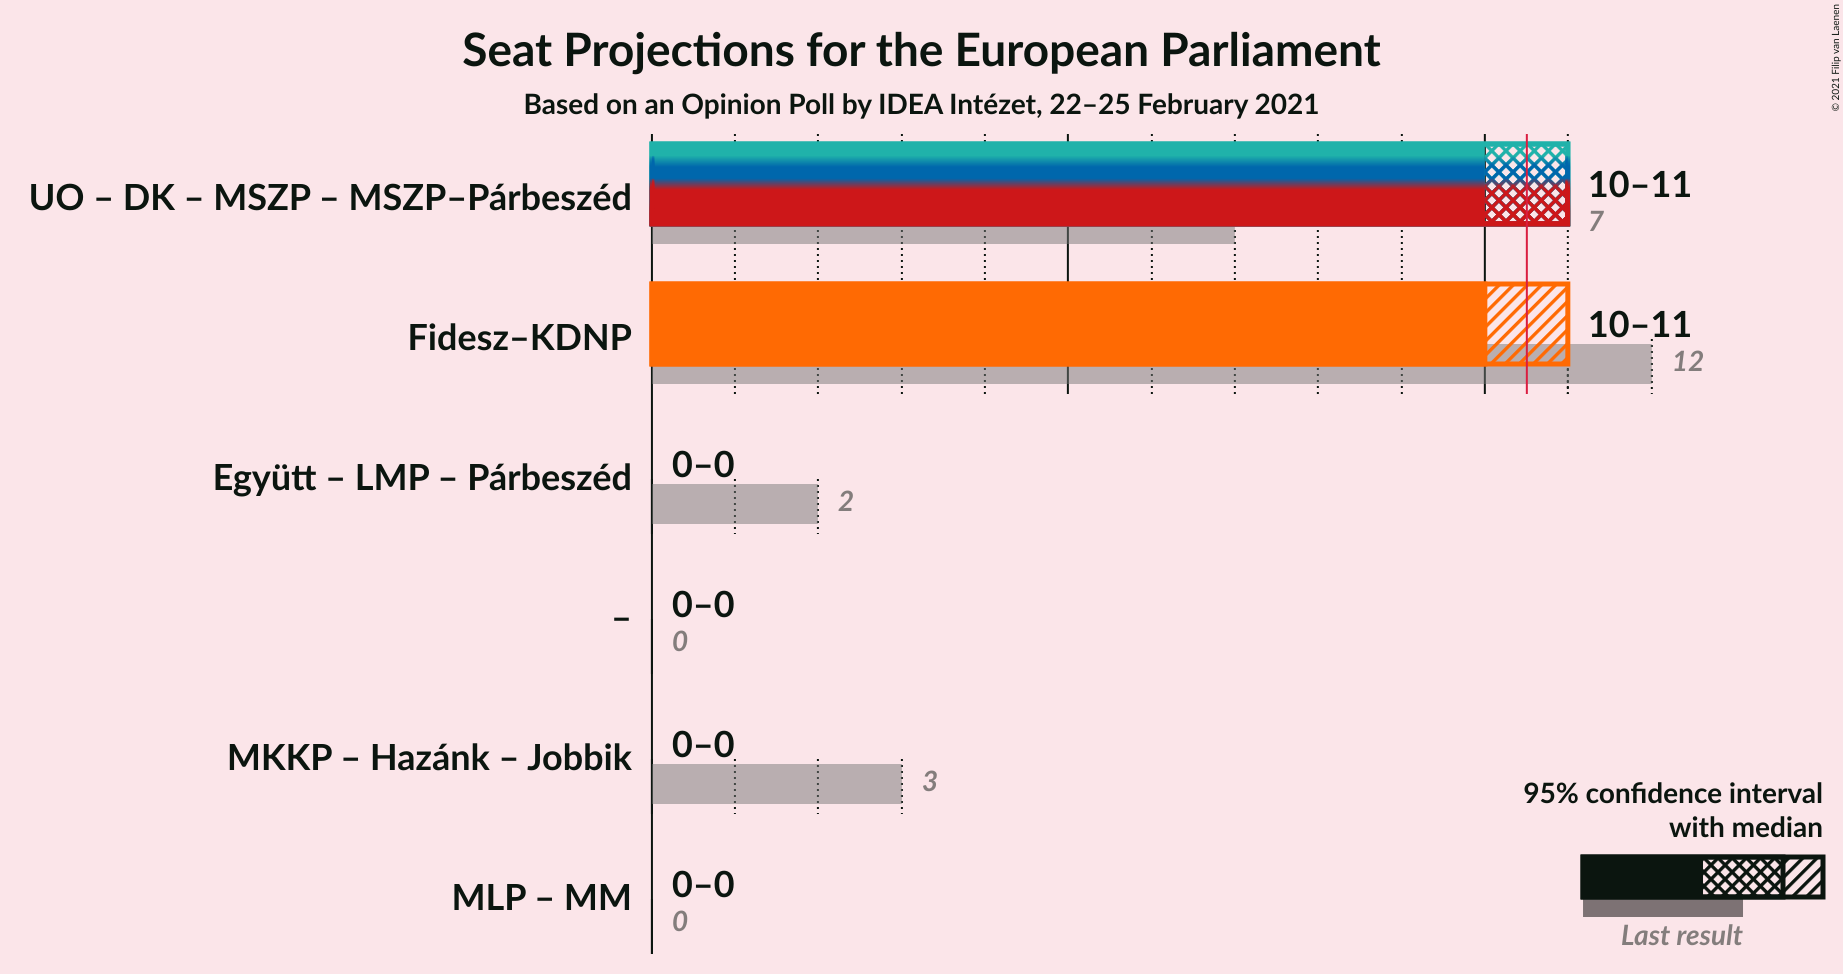 Seat Projections for the European Parliament
Based on an Opinion Poll by IDEA Intézet, 22–25 February 2021
© 2021 Filip van Laenen
UO – DK – MSZP – MSZP–Párbeszéd
10–11
7
Fidesz–KDNP
10–11
12
Együtt – LMP – Párbeszéd
0–0
2
–
0–0
0
MKKP – Hazánk – Jobbik
0–0
3
MLP – MM
0–0
0
95% confidence interval
with median
Last result